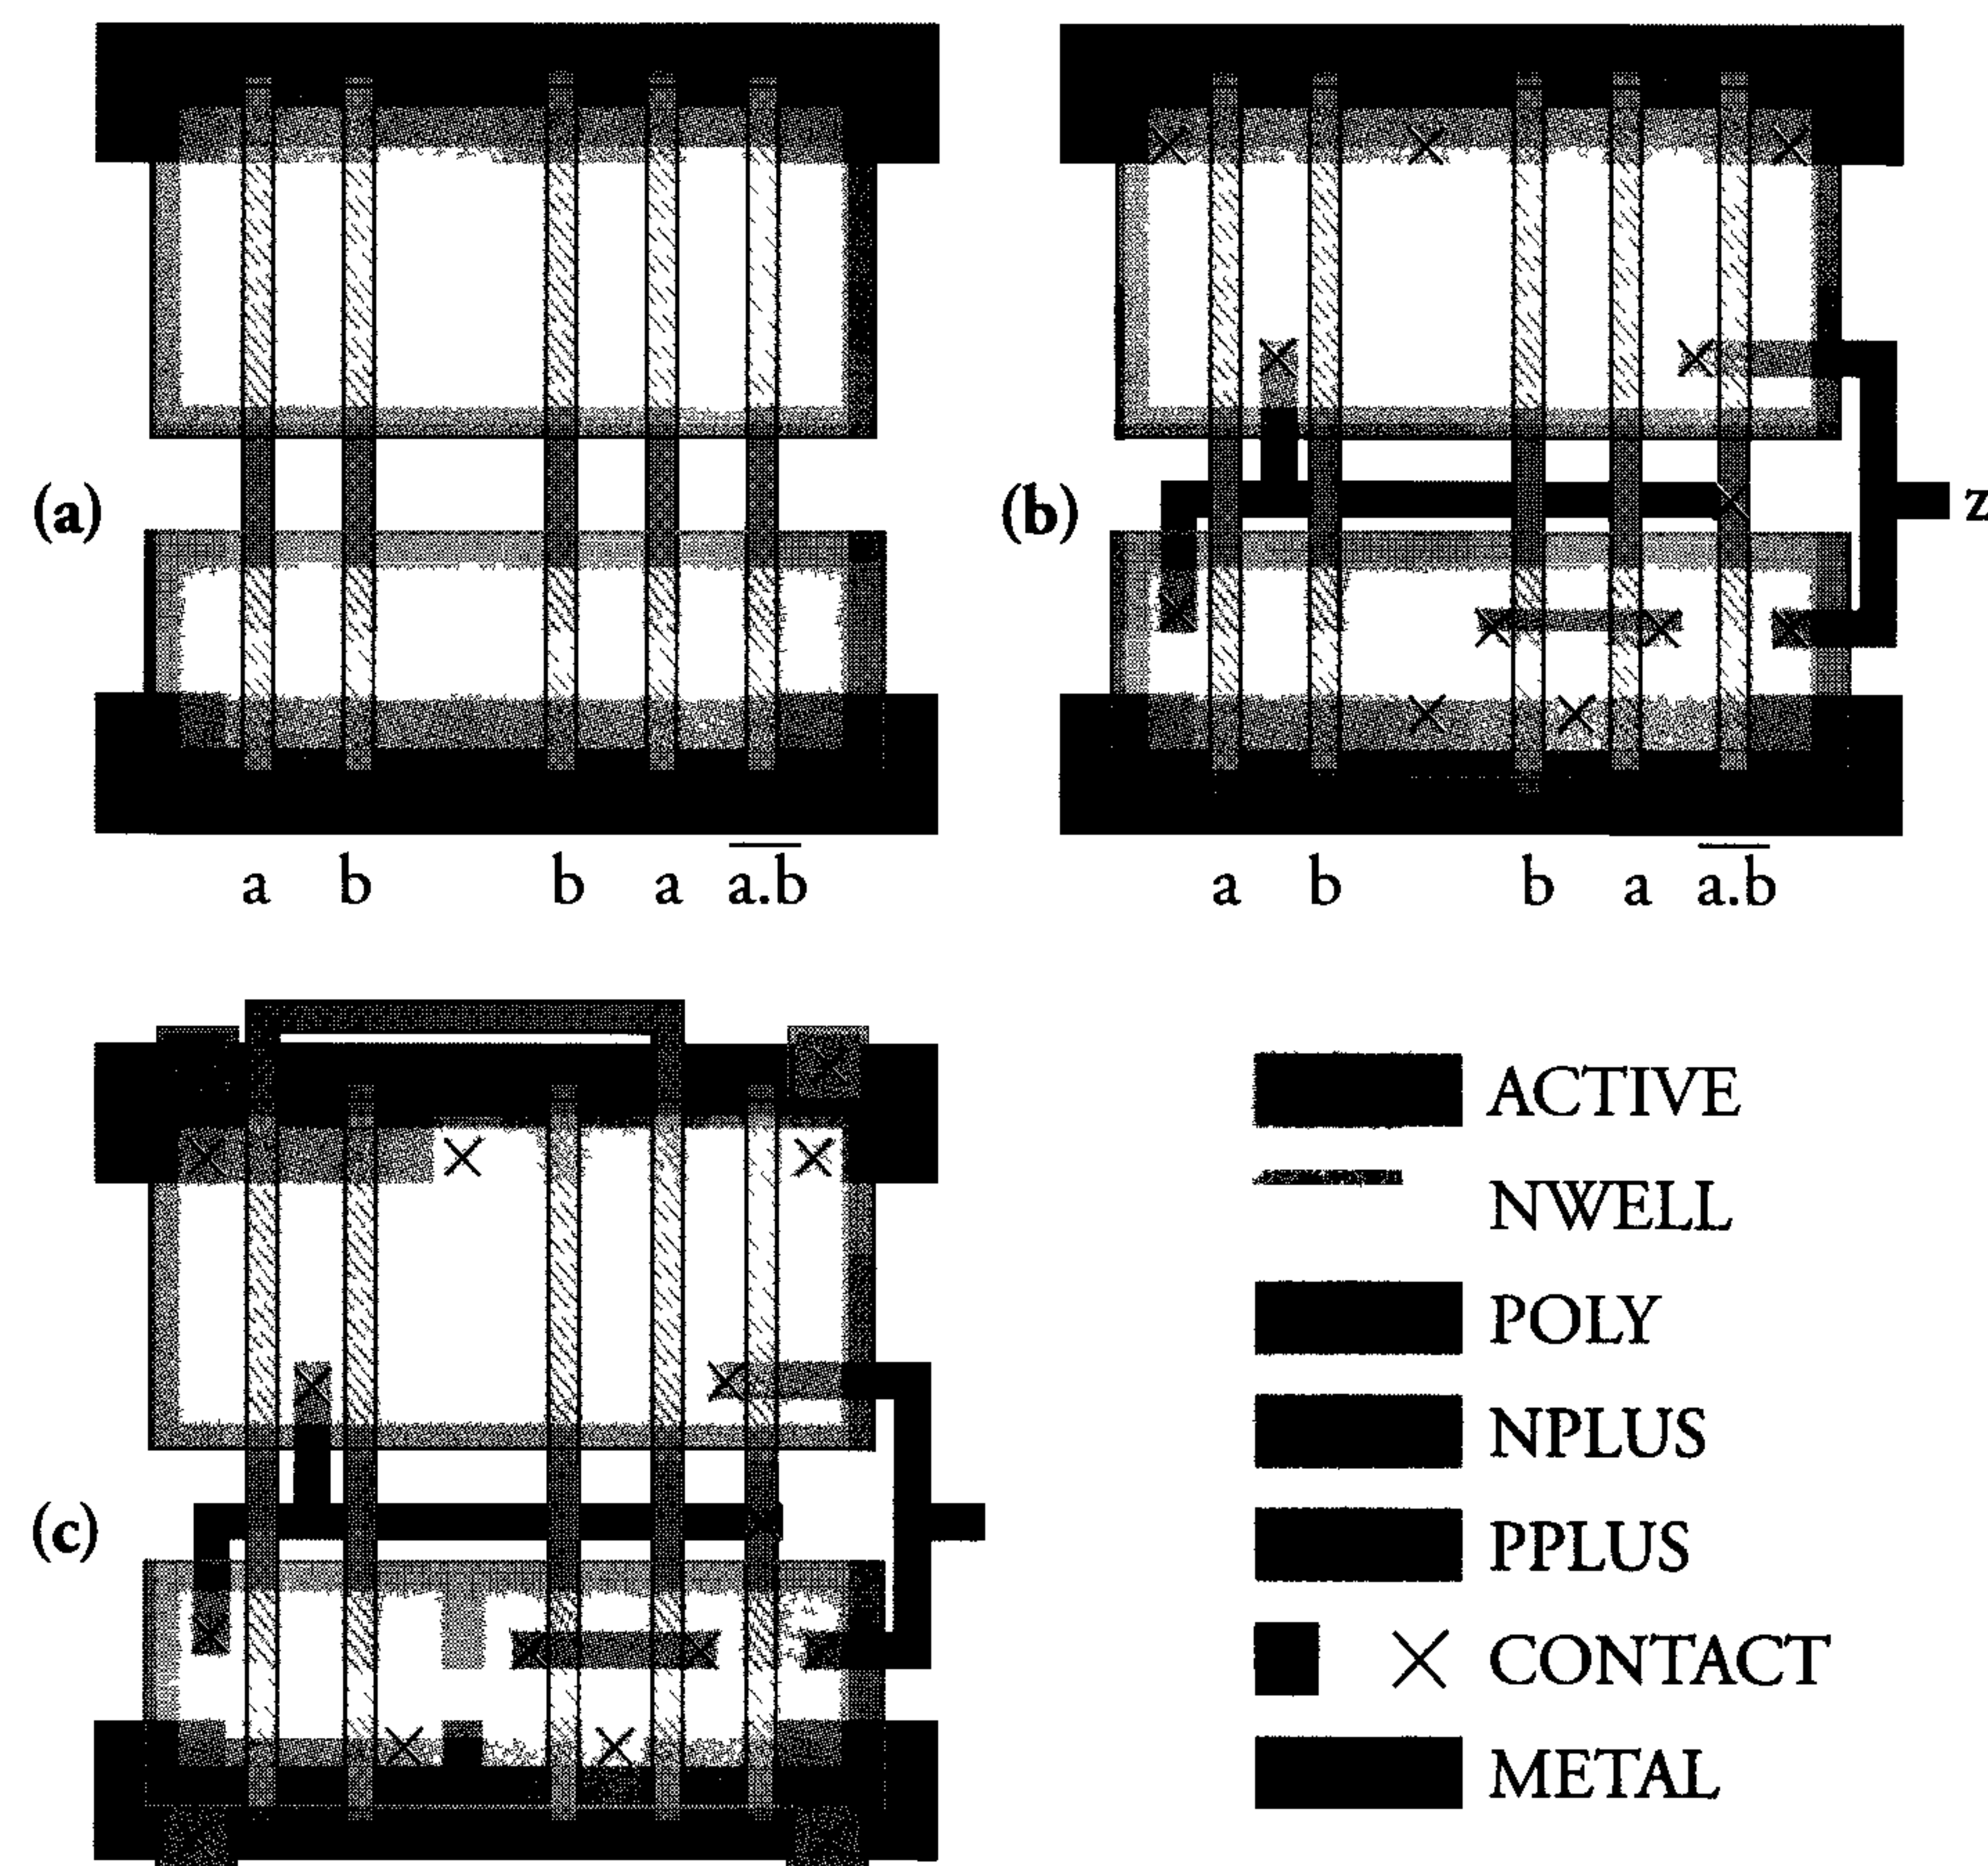 (a)
a b b a a.b
(b)
z
a b b a a.b
(c)
ACTIVE
NWELL
POLY
NPLUS
PPLUS
CONTACT
METAL